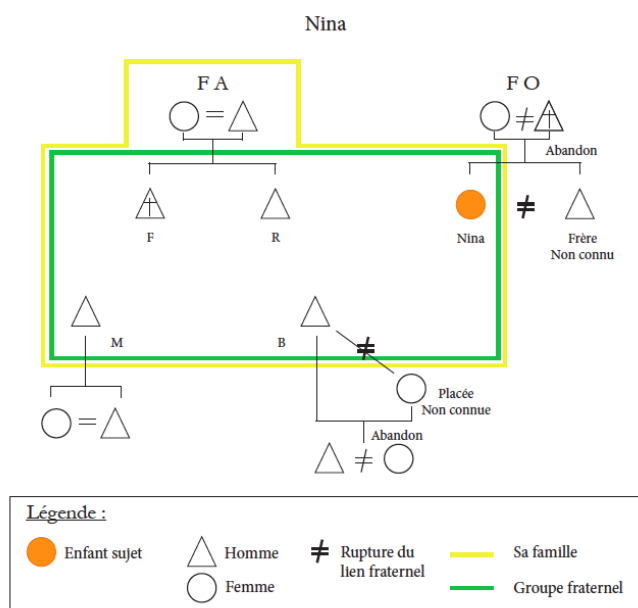 Nina
F A
F O
Abandon
F
R
Nina
Frère
Non connu
M
B
Placée
Non connue
Abandon
Légende :
Enfant sujet
Homme
Femme
Rupture du
lien fraternel
Sa famille
Groupe fraternel